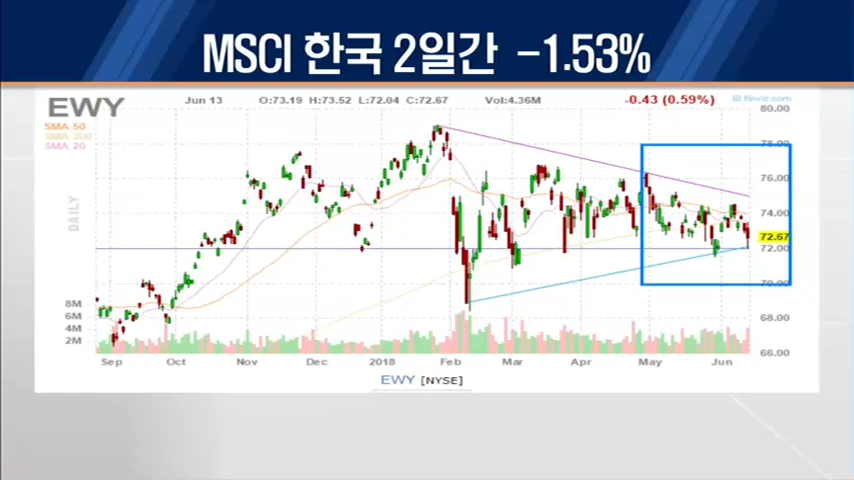 MSCI 한국 2일간 -1.53%
EWY Jun 13 O:73.19 H:73.52 L:72.04 C:72.67 Vol:4.36M -0.43 (0.59%) © finviz.com
SMA 50
SMA 200
SMA 20
DAILY
80.00
78.00
76.00
74.00
72.67
72.00
70.00
68.00
66.00
8M
6M
4M
2M
Sep Oct Nov Dec 2018 Feb Mar Apr May Jun
EWY [NYSE]